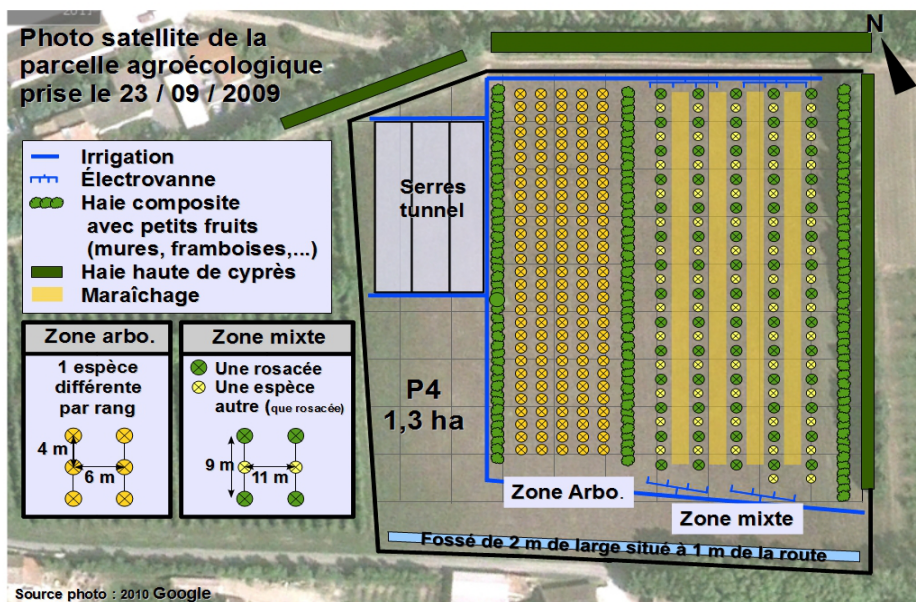 2017
Photo satellite de la
parcelle agroécologique
prise le 23 / 09 / 2009
N
Irrigation
Électrovanne
Haie composite
avec petits fruits
(mures, framboises,...)
Haie haute de cyprès
Maraîchage
Serres
tunnel
Zone arbo.
1 espèce
différente
par rang
4 m
6 m
Zone mixte
Une rosacée
Une espèce
autre (que rosacée)
9 m
11 m
P4
1,3 ha
Zone Arbo.
Zone mixte
Fossé de 2 m de large situé à 1 m de la route
Source photo : 2010 Google